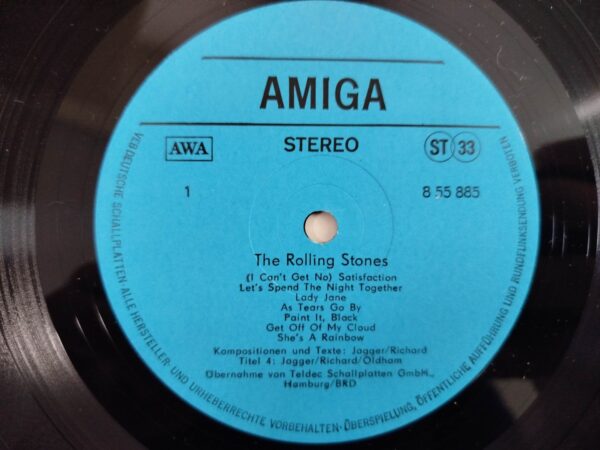 AMIGA
AWA
STEREO
ST 33
1
8 55 885
The Rolling Stones
(I Can't Get No) Satisfaction
Let's Spend The Night Together
Lady Jane
As Tears Go By
Paint It, Black
Get Off Of My Cloud
She's A Rainbow
Kompositionen und Texte: Jagger/Richard
Titel 4: Jagger/Richard/Oldham
Übernahme von Teldec Schallplatten GmbH.,
Hamburg/BRD
VEB DEUTSCHE SCHALLPLATTEN · ALLE HERSTELLER- UND URHEBERRECHTE VORBEHALTEN · ÜBERSPIELUNG, ÖFFENTLICHE AUFFÜHRUNG UND RUNDFUNKSENDUNG VERBOTEN